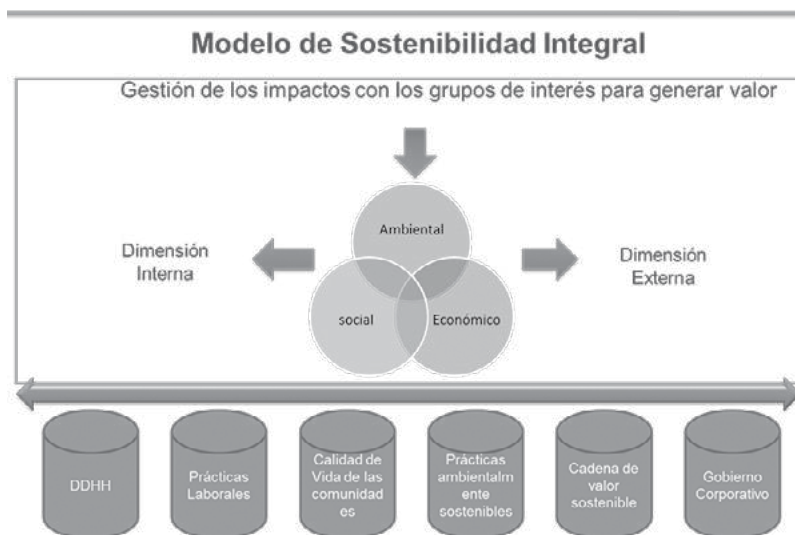 Modelo de Sostenibilidad Integral
Gestión de los impactos con los grupos de interés para generar valor
Ambiental
Dimensión
Interna
Dimensión
Externa
social
Económico
DDHH
Prácticas
Laborales
Calidad de
Vida de las
comunidad
es
Prácticas
ambientalm
ente
sostenibles
Cadena de
valor
sostenible
Gobierno
Corporativo